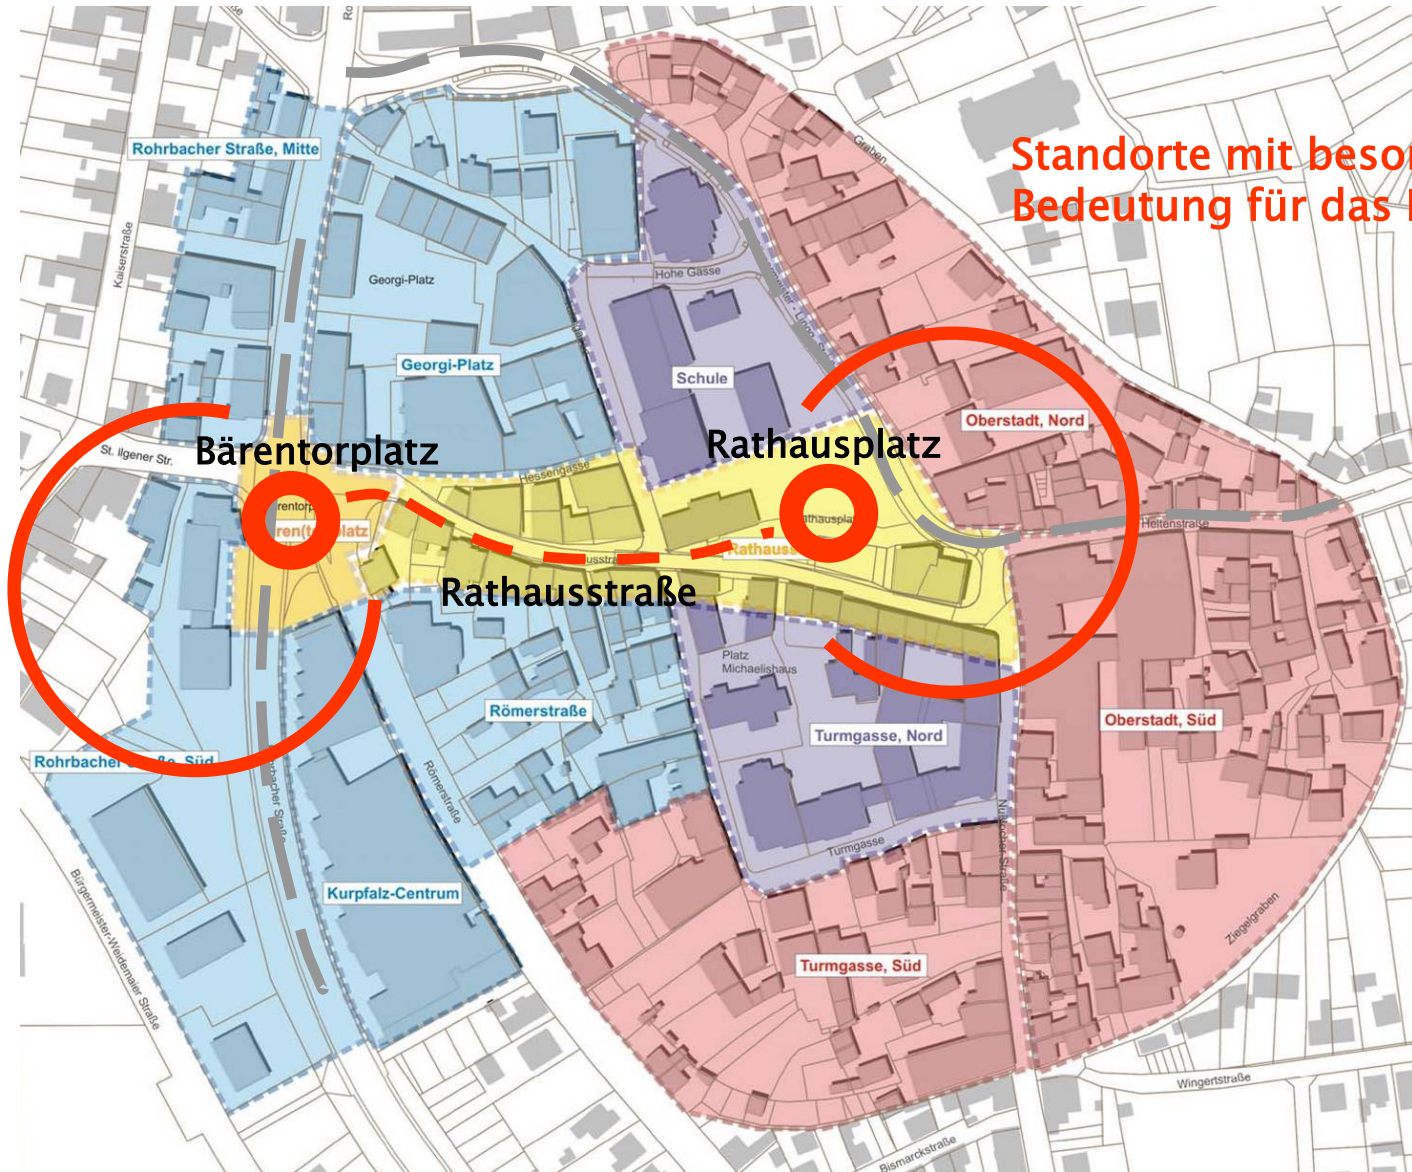 Rohrbacher Straße, Mitte
Graben
Standorte mit
Bedeutung für das
Kaiserstraße
Hohe Gasse
Georgi-Platz
Georgi-Platz
Schule
Oberstadt, Nord
St. Ilgener Str.
Bärentorplatz
Rathausplatz
Hessengasse
Heltenstraße
Rathausstraße
Platz
Michaelishaus
Römerstraße
Oberstadt, Süd
Turmgasse, Nord
Rohrbacher Süd
Römerstraße
Turmgasse
Kurpfalz-Centrum
Bürgermeister-Weidemaier Straße
Ziegelgraben
Turmgasse, Süd
Wingertstraße
Bismarckstraße